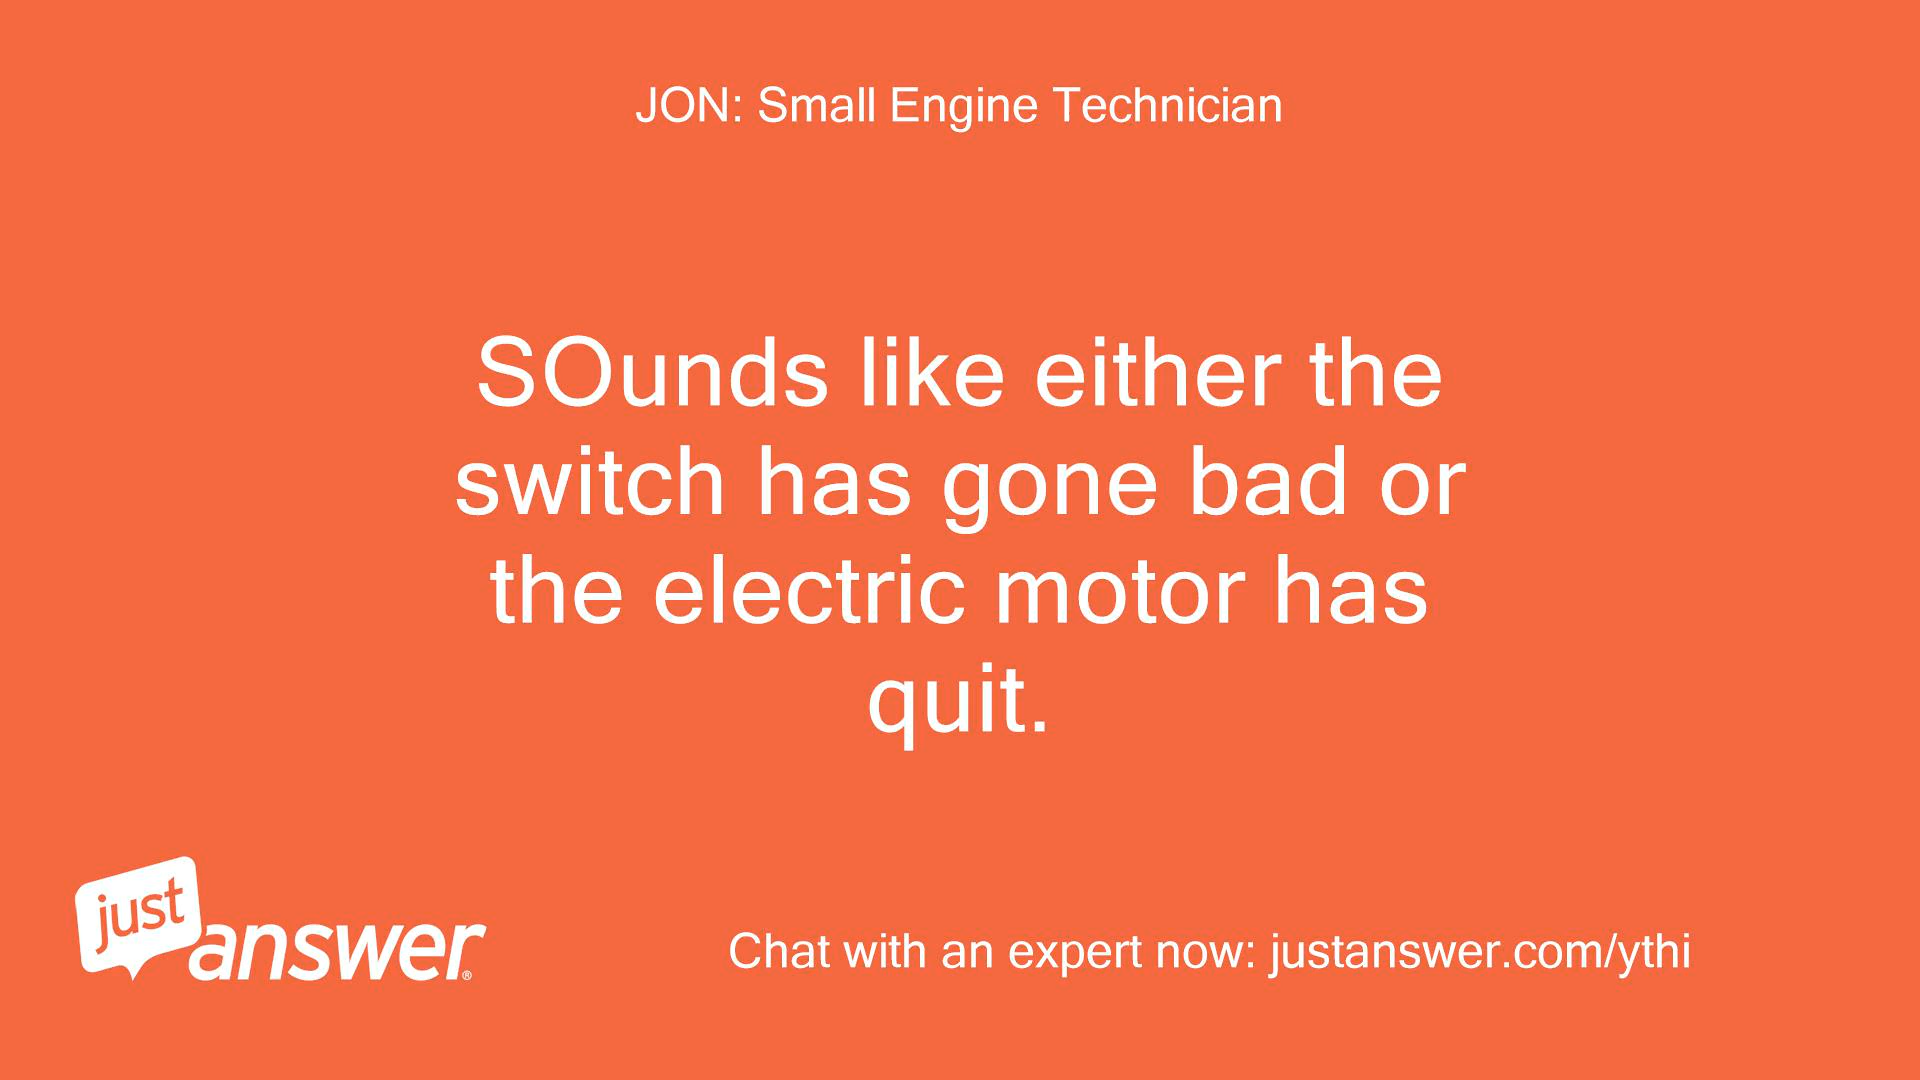 JON: Small Engine Technician
SOunds like either the
switch has gone bad or
the electric motor has
quit.
just
answer®
Chat with an expert now: justanswer.com/ythi